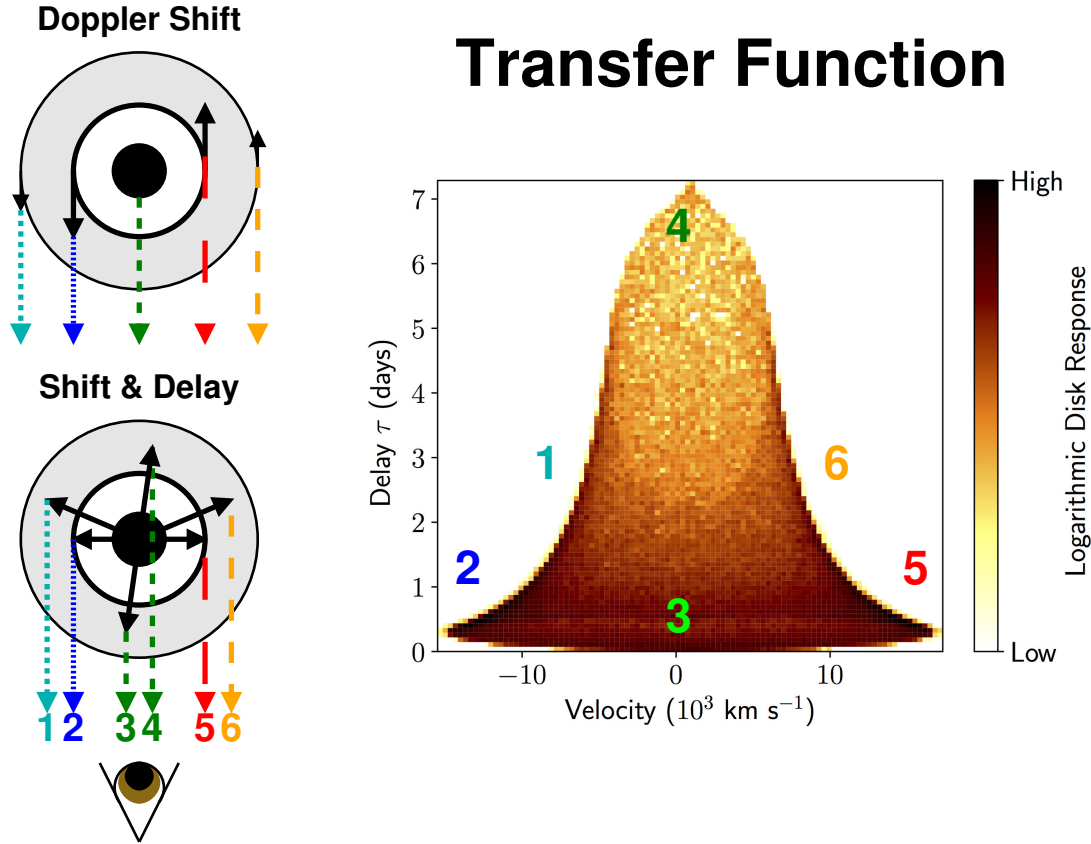 Doppler Shift
Shift & Delay
1 2 3 4 5 6
Transfer Function
Delay τ (days)
7
6
5
4
3
2
1
0
4
1
6
2
5
3
−10 0 10
Velocity (10³ km s⁻¹)
High
Low
Logarithmic Disk Response